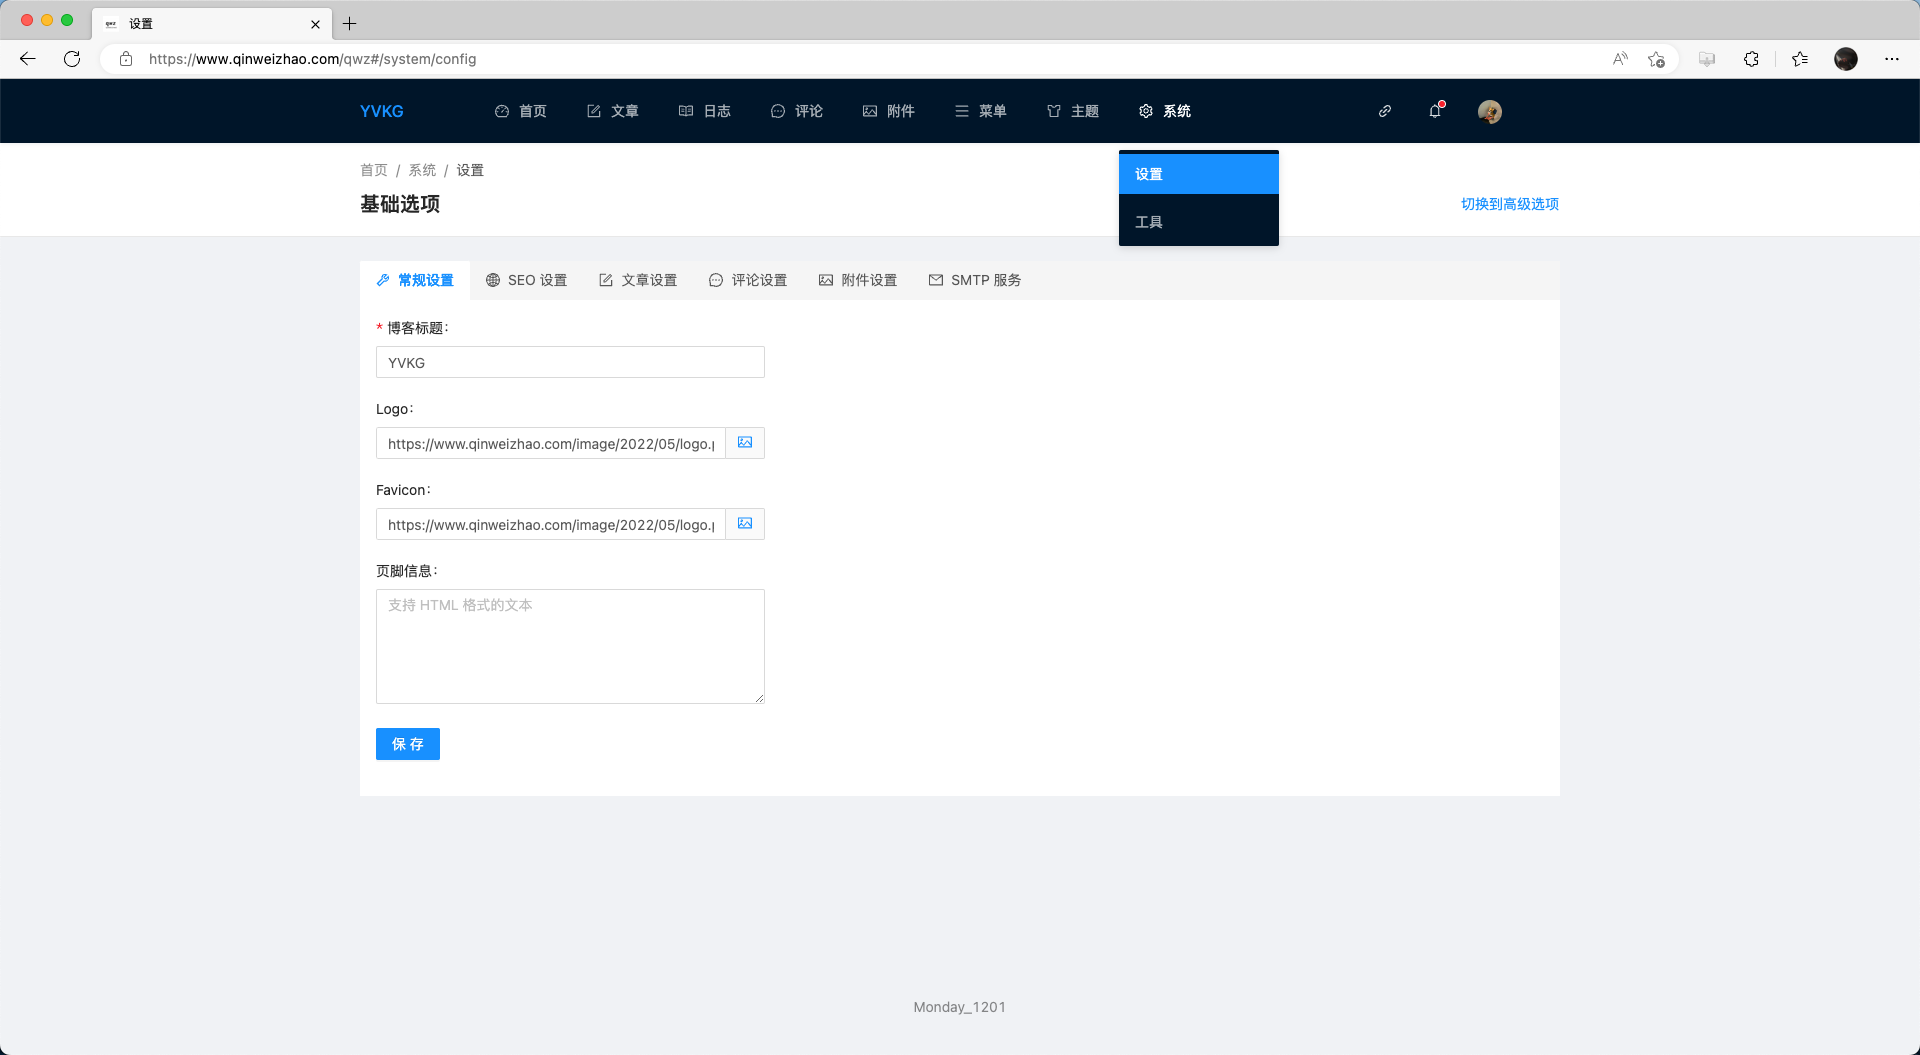 设置
https://www.qinweizhao.com/qwz#/system/config
YVKG 首页 文章 日志 评论 附件 菜单 主题 系统
首页 / 系统 / 设置
设置
工具
基础选项
切换到高级选项
常规设置 SEO 设置 文章设置 评论设置 附件设置 SMTP 服务
* 博客标题：
YVKG
Logo：
https://www.qinweizhao.com/image/2022/05/logo.p
Favicon：
https://www.qinweizhao.com/image/2022/05/logo.p
页脚信息：
支持 HTML 格式的文本
保 存
Monday_1201